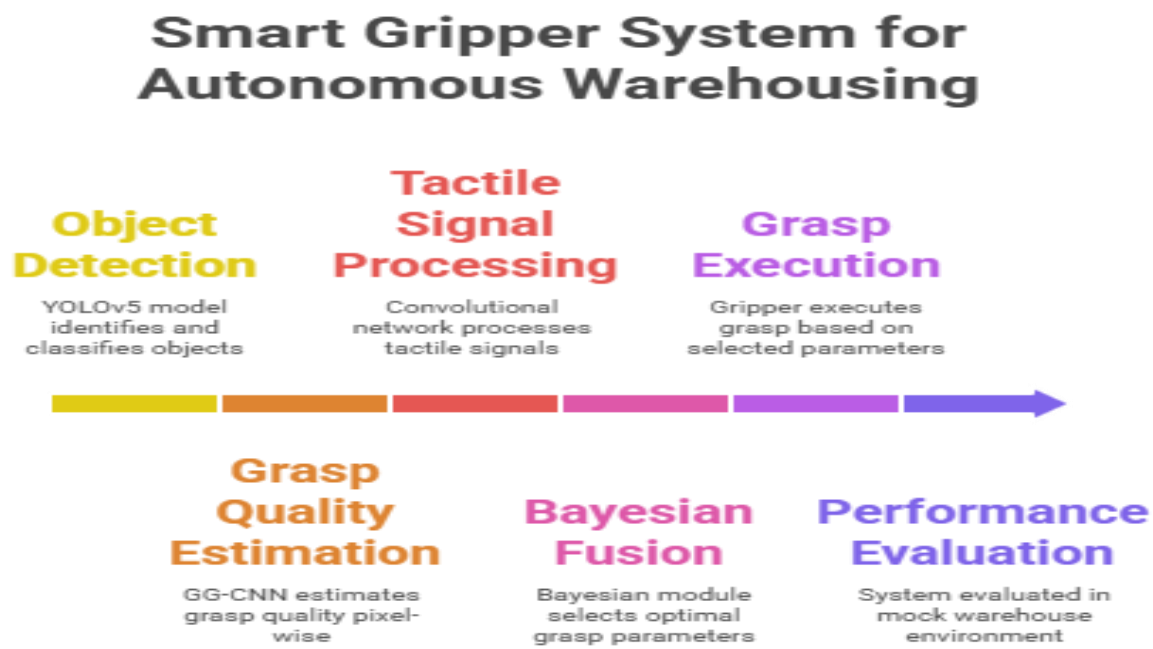 Smart Gripper System for
Autonomous Warehousing
Object
Detection
YOLOv5 model
identifies and
classifies objects
Grasp
Quality
Estimation
GG-CNN estimates
grasp quality pixel-
wise
Tactile
Signal
Processing
Convolutional
network processes
tactile signals
Bayesian
Fusion
Bayesian module
selects optimal
grasp parameters
Grasp
Execution
Gripper executes
grasp based on
selected parameters
Performance
Evaluation
System evaluated in
mock warehouse
environment